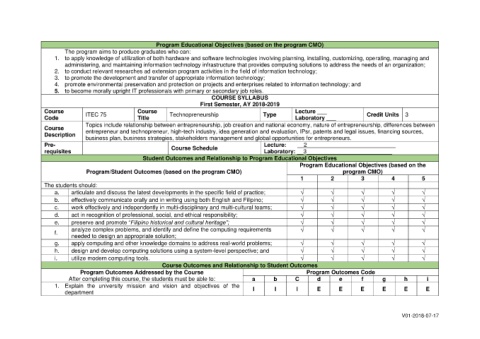 Program Educational Objectives (based on the program CMO)
The program aims to produce graduates who can:
1. to apply knowledge of utilization of both hardware and software technologies involving planning, installing, customizing, operating, managing and
administering, and maintaining information technology infrastructure that provides computing solutions to address the needs of an organization;
2. to conduct relevant researches ad extension program activities in the field of information technology;
3. to promote the development and transfer of appropriate information technology;
4. promote environmental preservation and protection on projects and enterprises related to information technology; and
5. to become morally upright IT professionals with primary or secondary job roles.
COURSE SYLLABUS
First Semester, AY 2018-2019
Course Code ITEC 75 Course Title Technopreneurship Type Lecture ___ Laboratory ___ Credit Units 3
Course Description Topics include relationship between entrepreneurship, job creation and national economy, nature of entrepreneurship, differences between
entrepreneur and technopreneur, high-tech industry, idea generation and evaluation, IPsr, patents and legal issues, financing sources,
business plan, business strategies, stakeholders management and global opportunities for entrepreneurs.
Pre-requisites Course Schedule Lecture: __2__
Laboratory: __3__
Student Outcomes and Relationship to Program Educational Objectives
Program/Student Outcomes (based on the program CMO) Program Educational Objectives (based on the program CMO)
1 2 3 4 5
The students should:
a. articulate and discuss the latest developments in the specific field of practice; √ √ √ √ √
b. effectively communicate orally and in writing using both English and Filipino; √ √ √ √ √
c. work effectively and independently in multi-disciplinary and multi-cultural teams; √ √ √ √ √
d. act in recognition of professional, social, and ethical responsibility; √ √ √ √ √
e. preserve and promote "Filipino historical and cultural heritage"; √ √ √ √ √
f. analyze complex problems, and identify and define the computing requirements √ √ √ √ √
needed to design an appropriate solution;
g. apply computing and other knowledge domains to address real-world problems; √ √ √ √ √
h. design and develop computing solutions using a system-level perspective; and √ √ √ √ √
i. utilize modern computing tools. √ √ √ √ √
Course Outcomes and Relationship to Student Outcomes
Program Outcomes Addressed by the Course Program Outcomes Code
After completing this course, the students must be able to: a b C d e f g h i
1. Explain the university mission and vision and objectives of the I I I E E E E E E
department
V01-2018-07-17